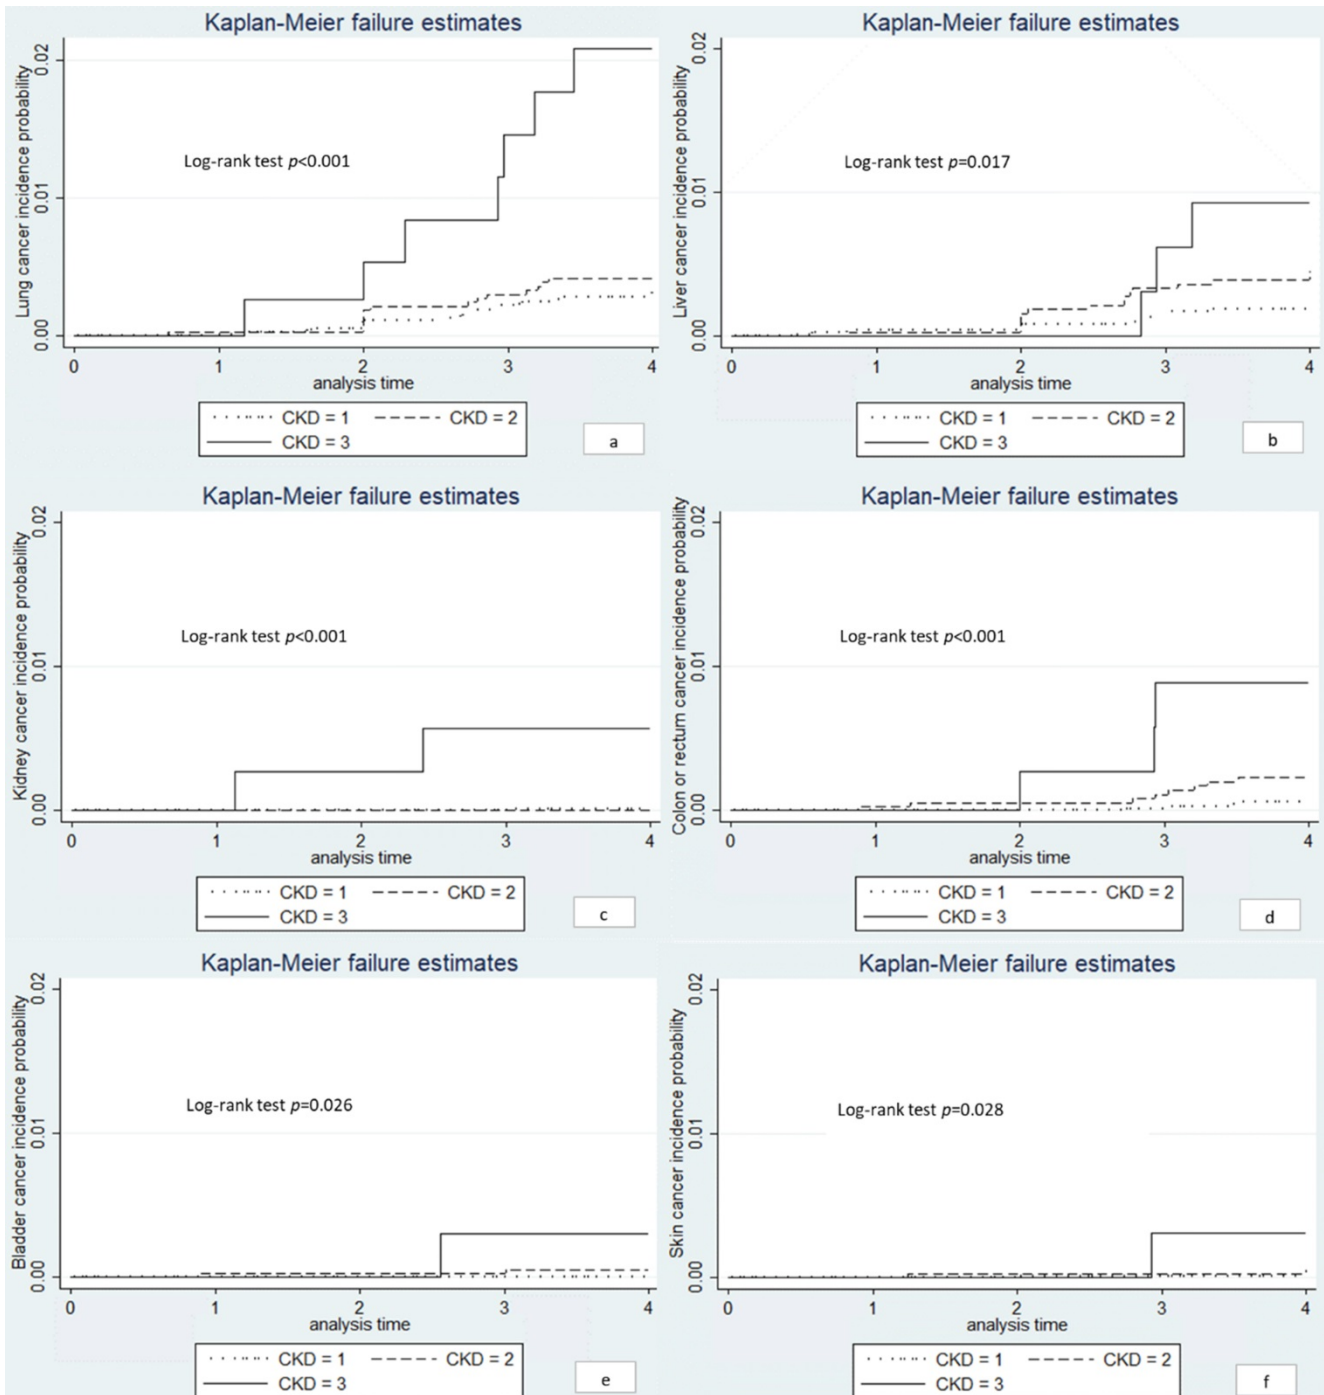 Kaplan-Meier failure estimates
Lung cancer incidence probability
0.02
0.01
0.00
Log-rank test p<0.001
0 1 2 3 4
analysis time
CKD = 1 CKD = 2
CKD = 3
a
Kaplan-Meier failure estimates
Liver cancer incidence probability
0.02
0.01
0.00
Log-rank test p=0.017
0 1 2 3 4
analysis time
CKD = 1 CKD = 2
CKD = 3
b
Kaplan-Meier failure estimates
Kidney cancer incidence probability
0.02
0.01
0.00
Log-rank test p<0.001
0 1 2 3 4
analysis time
CKD = 1 CKD = 2
CKD = 3
c
Kaplan-Meier failure estimates
Colon or rectum cancer incidence probability
0.02
0.01
0.00
Log-rank test p<0.001
0 1 2 3 4
analysis time
CKD = 1 CKD = 2
CKD = 3
d
Kaplan-Meier failure estimates
Bladder cancer incidence probability
0.02
0.01
0.00
Log-rank test p=0.026
0 1 2 3 4
analysis time
CKD = 1 CKD = 2
CKD = 3
e
Kaplan-Meier failure estimates
Skin cancer incidence probability
0.02
0.01
0.00
Log-rank test p=0.028
0 1 2 3 4
analysis time
CKD = 1 CKD = 2
CKD = 3
f